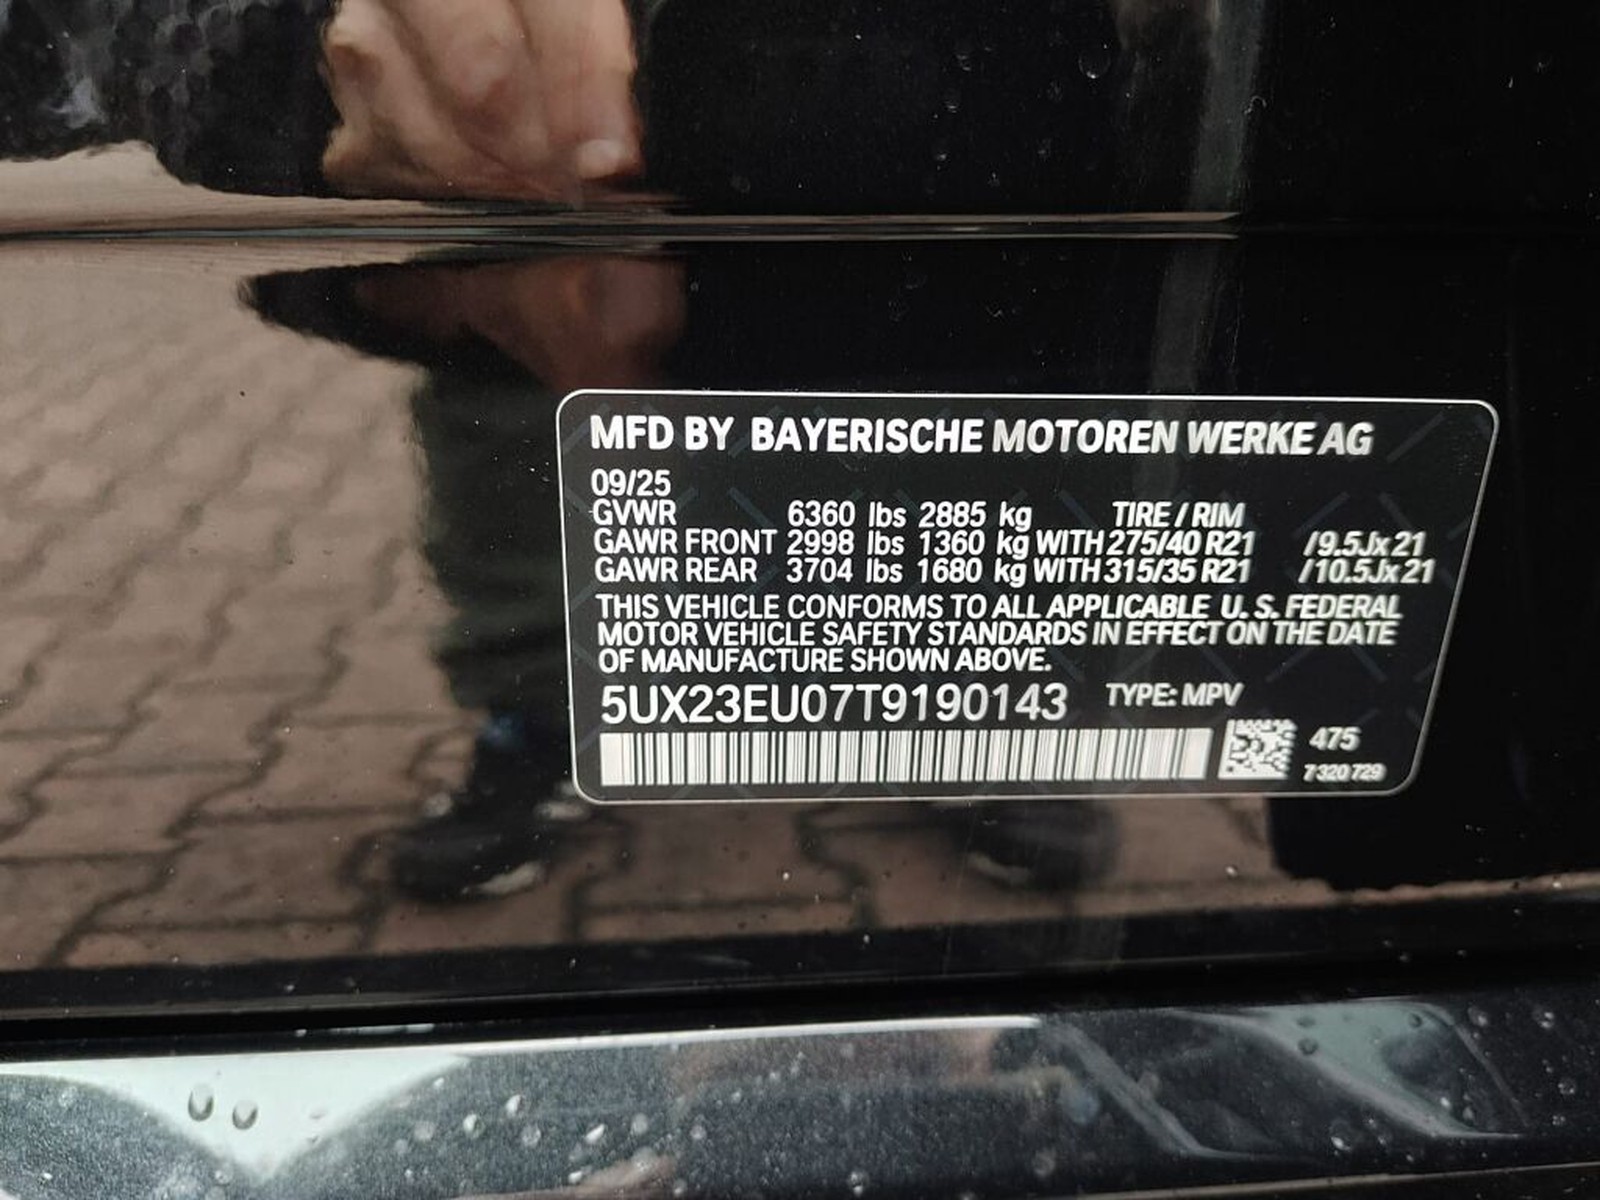 MFD BY BAYERISCHE MOTOREN WERKE AG
09/25
GVWR 6360 lbs 2885 kg TIRE / RIM
GAWR FRONT 2998 lbs 1360 kg WITH 275/40 R21 /9.5Jx21
GAWR REAR 3704 lbs 1680 kg WITH 315/35 R21 /10.5Jx21
THIS VEHICLE CONFORMS TO ALL APPLICABLE U. S. FEDERAL
MOTOR VEHICLE SAFETY STANDARDS IN EFFECT ON THE DATE
OF MANUFACTURE SHOWN ABOVE.
5UX23EU07T9190143 TYPE: MPV
475
7 320 729